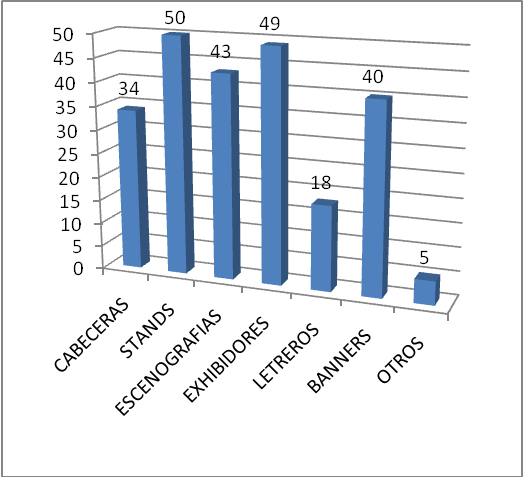 50
45
40
35
30
25
20
15
10
5
0
34
50
43
49
18
40
5
CABECERAS
STANDS
ESCENOGRAFIAS
EXHIBIDORES
LETREROS
BANNERS
OTROS